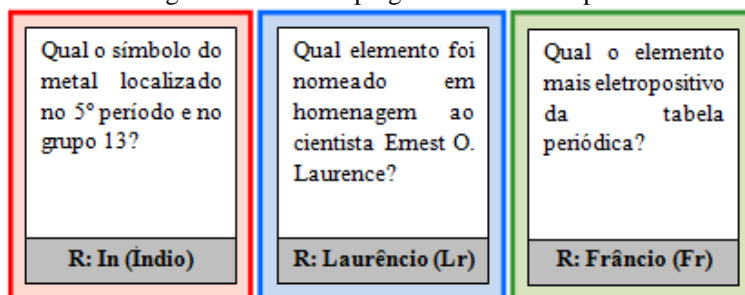 Qual o símbolo do
metal localizado
no 5º período e no
grupo 13?
R: In (Índio)
Qual elemento foi
nomeado em
homenagem ao
cientista Ernest O.
Laurence?
R: Laurêncio (Lr)
Qual o elemento
mais eletropositivo
da tabela
periódica?
R: Frâncio (Fr)